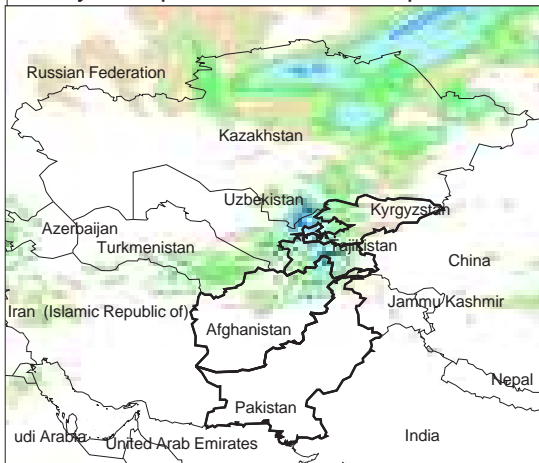 Russian Federation
Kazakhstan
Uzbekistan
Kyrgyzstan
Azerbaijan
Turkmenistan
Tajikistan
China
Iran (Islamic Republic of)
Jammu/Kashmir
Afghanistan
Nepal
Pakistan
udi Arabia
United Arab Emirates
India